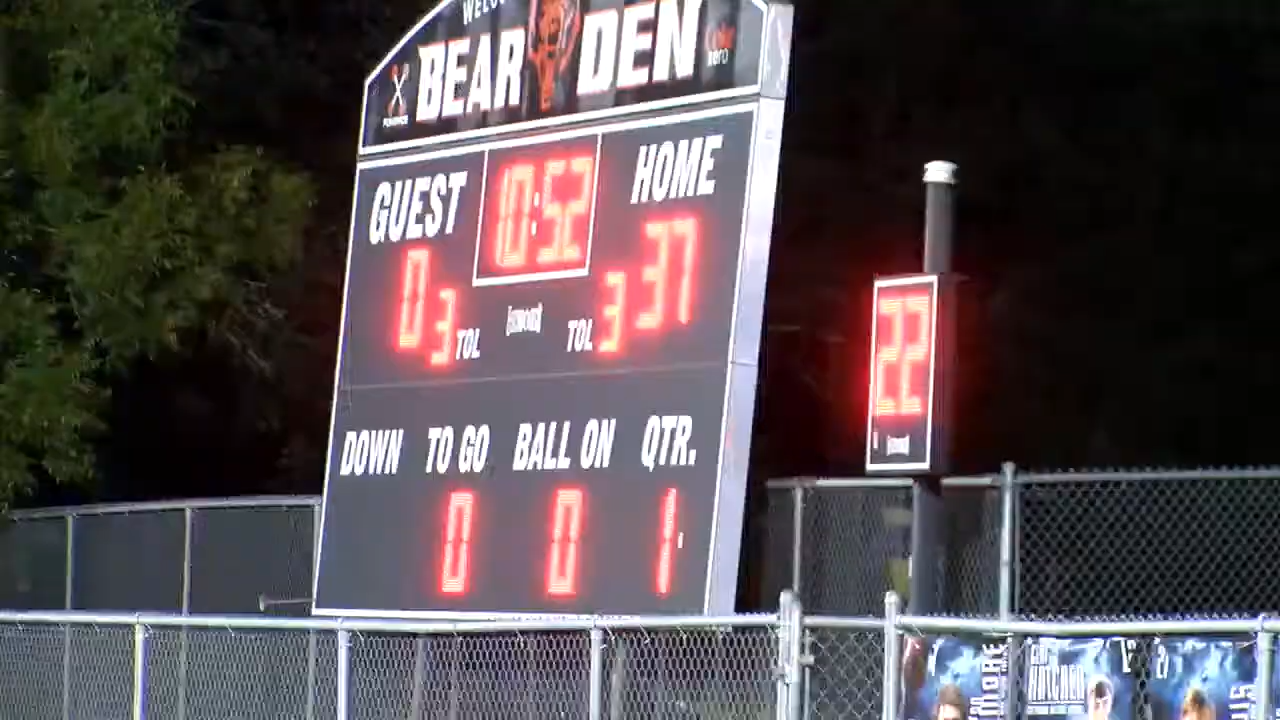 BEAR DEN
GUEST
10:52
HOME
0
3 TOL
TOL 3
37
22
DOWN TO GO BALL ON QTR.
0 0 1
HATCHER